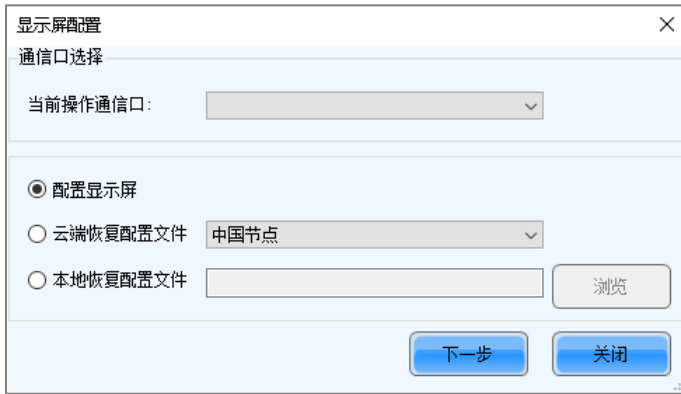 显示屏配置
通信口选择
当前操作通信口:
配置显示屏
云端恢复配置文件 中国节点
本地恢复配置文件 浏览
下一步 关闭